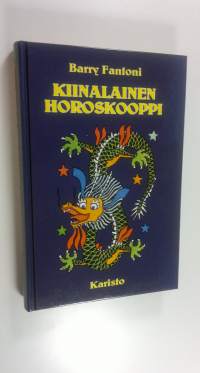 Barry Fantoni
KIINALAINEN
HOROSKOOPPI
Karisto